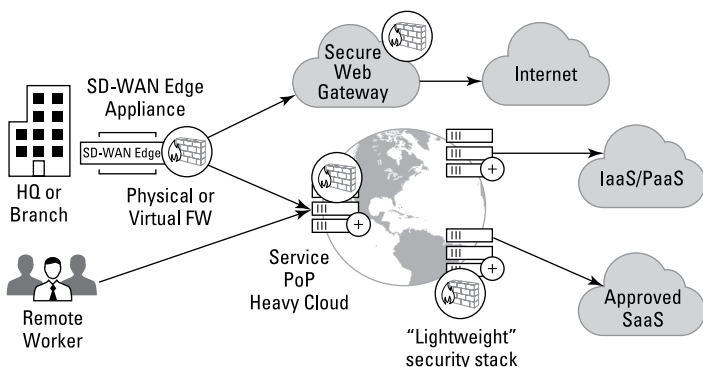 Secure
Web
Gateway
Internet
SD-WAN Edge
Appliance
SD-WAN Edge
HQ or
Branch
Physical or
Virtual FW
IaaS/PaaS
Service
PoP
Heavy Cloud
Remote
Worker
Approved
SaaS
“Lightweight”
security stack